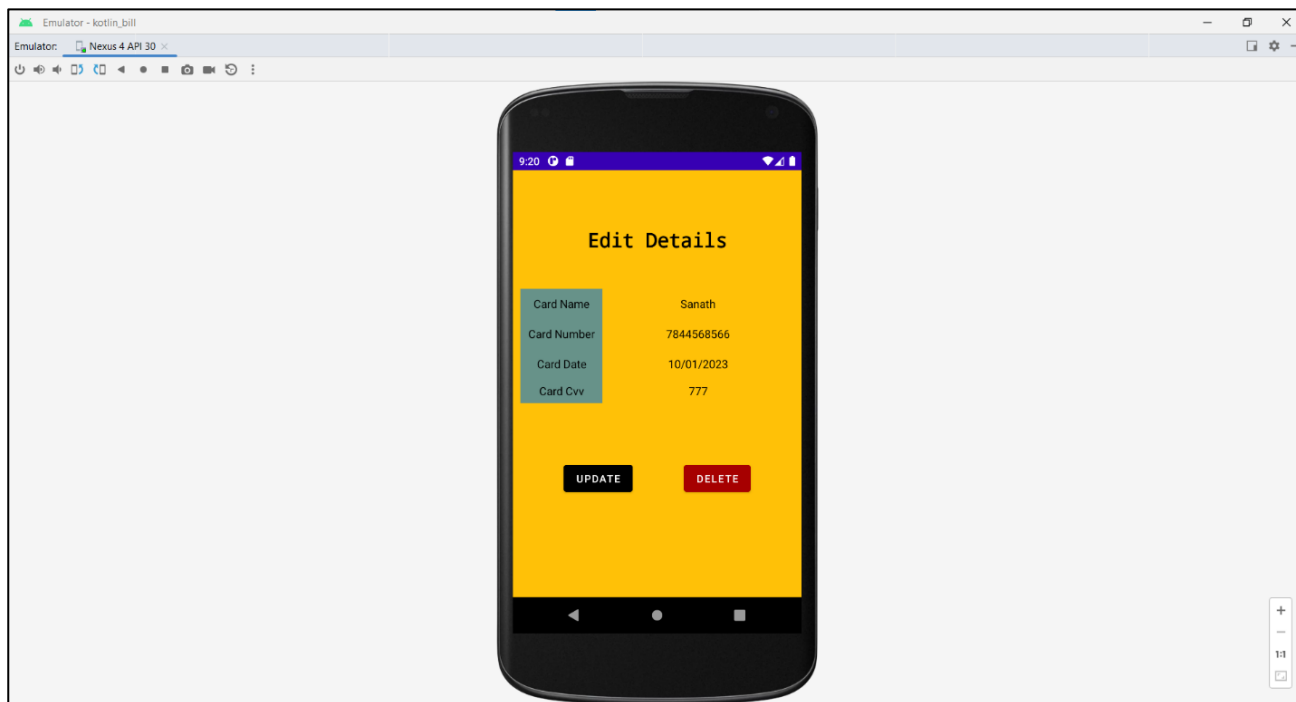 Emulator - kotlin_bill
Emulator: Nexus 4 API 30
9:20
Edit Details
Card Name Sanath
Card Number 7844568566
Card Date 10/01/2023
Card Cvv 777
UPDATE DELETE
1:1